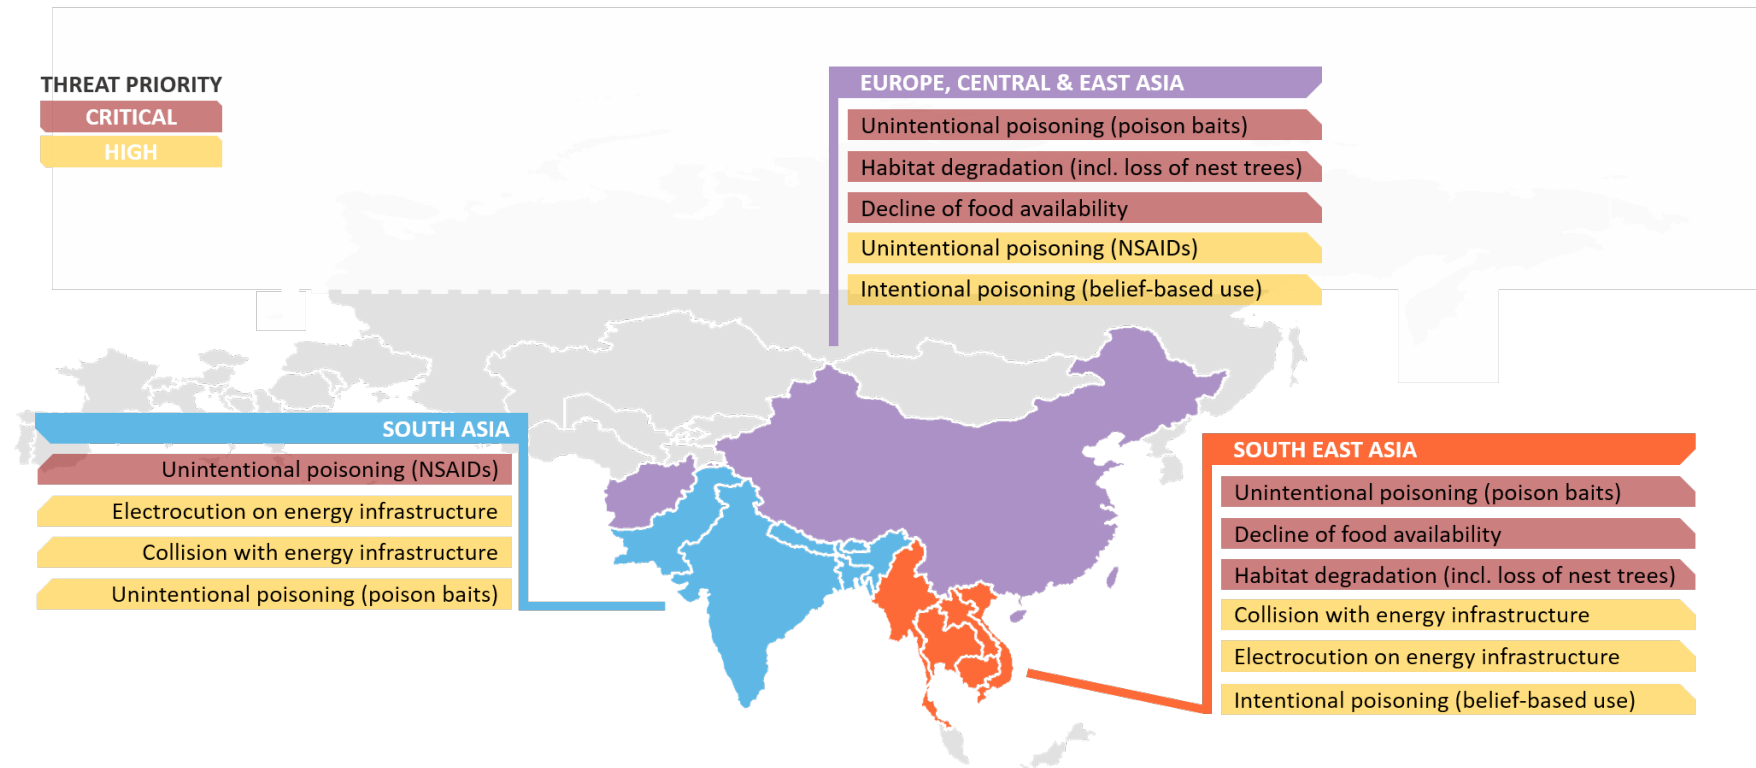 THREAT PRIORITY
CRITICAL
HIGH
EUROPE, CENTRAL & EAST ASIA
Unintentional poisoning (poison baits)
Habitat degradation (incl. loss of nest trees)
Decline of food availability
Unintentional poisoning (NSAIDs)
Intentional poisoning (belief-based use)
SOUTH ASIA
Unintentional poisoning (NSAIDs)
Electrocution on energy infrastructure
Collision with energy infrastructure
Unintentional poisoning (poison baits)
SOUTH EAST ASIA
Unintentional poisoning (poison baits)
Decline of food availability
Habitat degradation (incl. loss of nest trees)
Collision with energy infrastructure
Electrocution on energy infrastructure
Intentional poisoning (belief-based use)